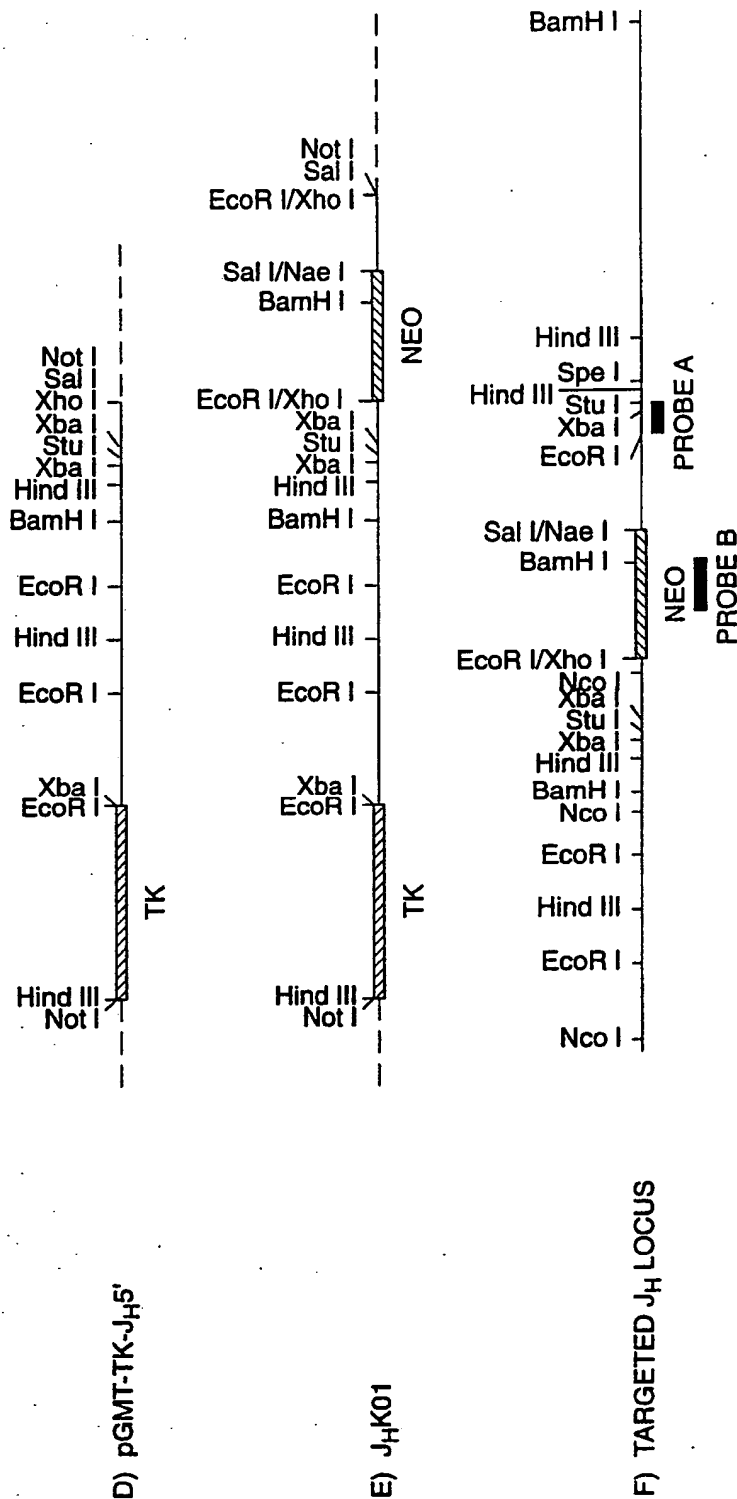 D) pGMT-TK-JH5'
Not I
Hind III
TK
EcoR I
Xba I
EcoR I
Hind III
EcoR I
BamH I
Hind III
Xba I
Stu I
Xba I
Xho I
Sal I
Not I
E) JHK01
Not I
Hind III
TK
EcoR I
Xba I
EcoR I
Hind III
EcoR I
BamH I
Hind III
Xba I
Stu I
Xba I
EcoR I/Xho I
NEO
BamH I
Sal I/Nae I
EcoR I/Xho I
Sal I
Not I
F) TARGETED JH LOCUS
Nco I
EcoR I
Hind III
EcoR I
Nco I
BamH I
Hind III
Xba I
Stu I
Xba I
Nco I
EcoR I/Xho I
NEO
PROBE B
BamH I
Sal I/Nae I
EcoR I
Xba I
Stu I
Hind III
PROBE A
Spe I
Hind III
BamH I